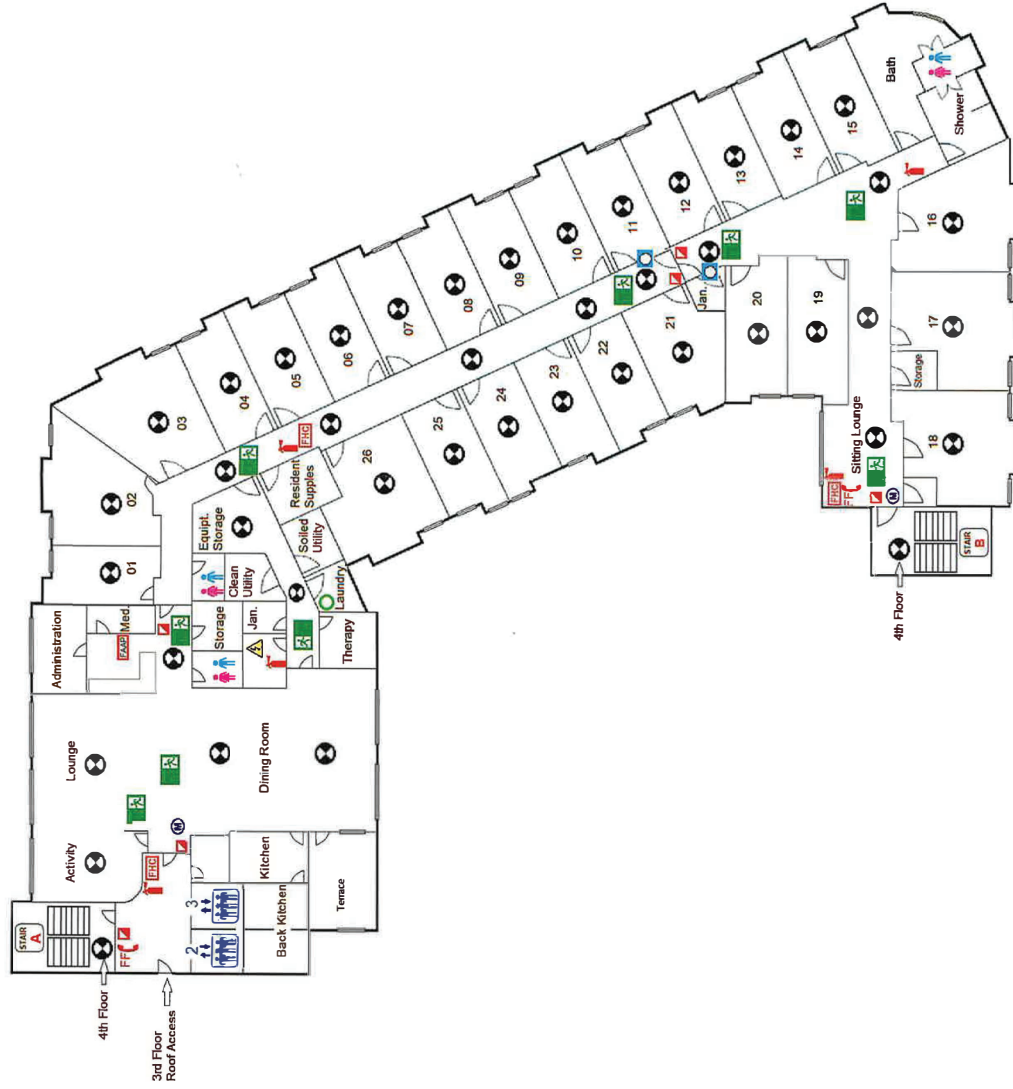 Bath
Shower
15
14
13
12
11
10
09
08
07
06
05
04
03
02
01
16
17
18
19
20
21
22
23
24
25
26
Jan.
Storage
Sitting Lounge
FHC
FF
M
STAIR
B
4th Floor
FHC
Resident
Supples
Equipt.
Storage
Soiled
Utility
Clean
Utility
Laundry
Therapy
Jan.
Storage
Med.
FAAP
Administration
Lounge
Dining Room
Activity
M
FHC
Kitchen
Back Kitchen
Terrace
3
2
FF
STAIR
A
4th Floor
3rd Floor
Roof Access